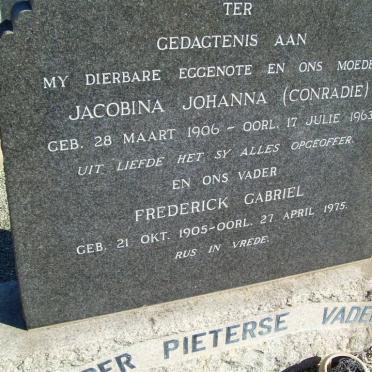 TER
GEDAGTENIS AAN
MY DIERBARE EGGENOTE EN ONS MOEDE
JACOBINA JOHANNA (CONRADIE)
GEB. 28 MAART 1906 - OORL. 17 JULIE 1963
UIT LIEFDE HET SY ALLES OPGEOFFER.
EN ONS VADER
FREDERICK GABRIEL
GEB. 21 OKT. 1905-OORL. 27 APRIL 1975.
RUS IN VREDE.
DER PIETERSE VADE